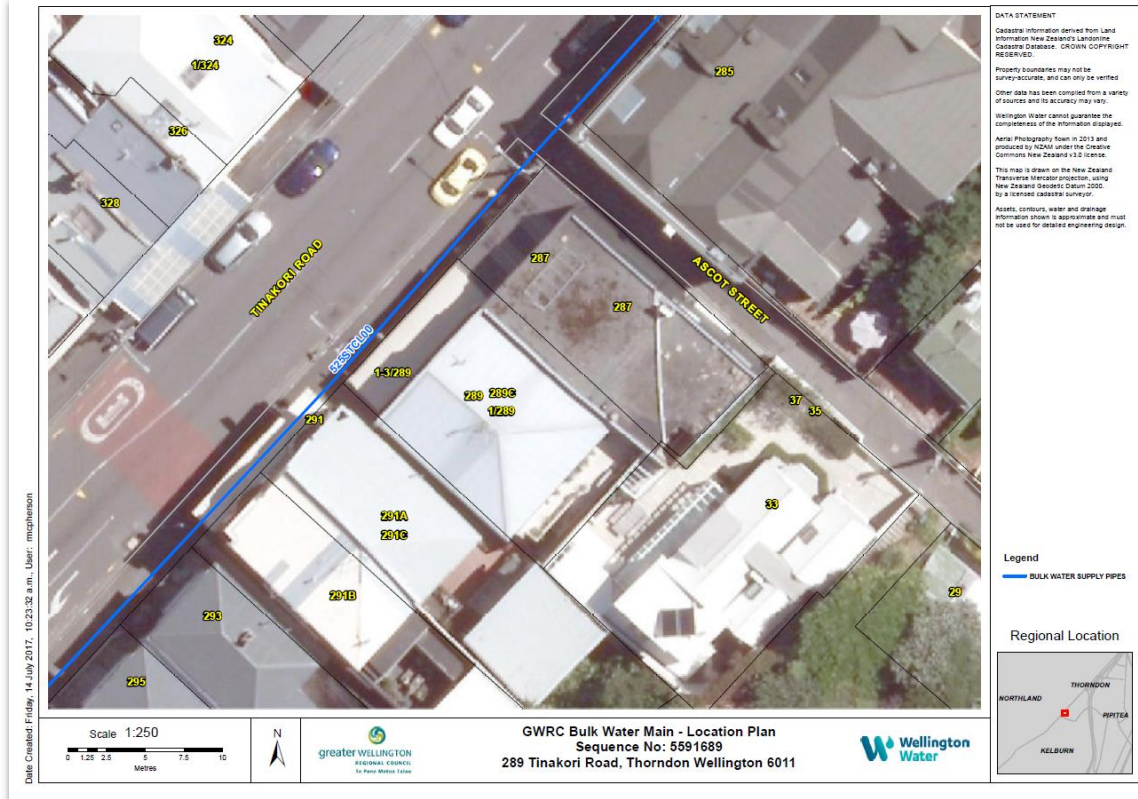 324
1/324
326
328
285
TINAKORI ROAD
287
287
ASCOT STREET
525STCL00
1-3/289
289 289C
1/289
291
37
35
291A
291C
33
291B
29
293
295
DATA STATEMENT
Cadastral information derived from Land
Information New Zealand's Landonline
Cadastral Database. CROWN COPYRIGHT
RESERVED.
Property boundaries may not be
survey-accurate, and can only be verified
Other data has been compiled from a variety
of sources and its accuracy may vary.
Wellington Water cannot guarantee the
completeness of the information displayed.
Aerial Photography flown in 2013 and
produced by NZAM under the Creative
Commons New Zealand v3.0 license.
This map is drawn on the New Zealand
Transverse Mercator projection, using
New Zealand Geodetic Datum 2000.
by a licensed cadastral surveyor.
Assets, contours, water and drainage
information shown is approximate and must
not be used for detailed engineering design.
Legend
BULK WATER SUPPLY PIPES
Regional Location
NORTHLAND
THORNDON
PIPITEA
KELBURN
Date Created: Friday, 14 July 2017, 10:23:32 a.m., User: rmcpherson
Scale 1:250
0 1.25 2.5 5 7.5 10
Metres
N
greater WELLINGTON
REGIONAL COUNCIL
Te Pane Matua Taiao
GWRC Bulk Water Main - Location Plan
Sequence No: 5591689
289 Tinakori Road, Thorndon Wellington 6011
Wellington
Water